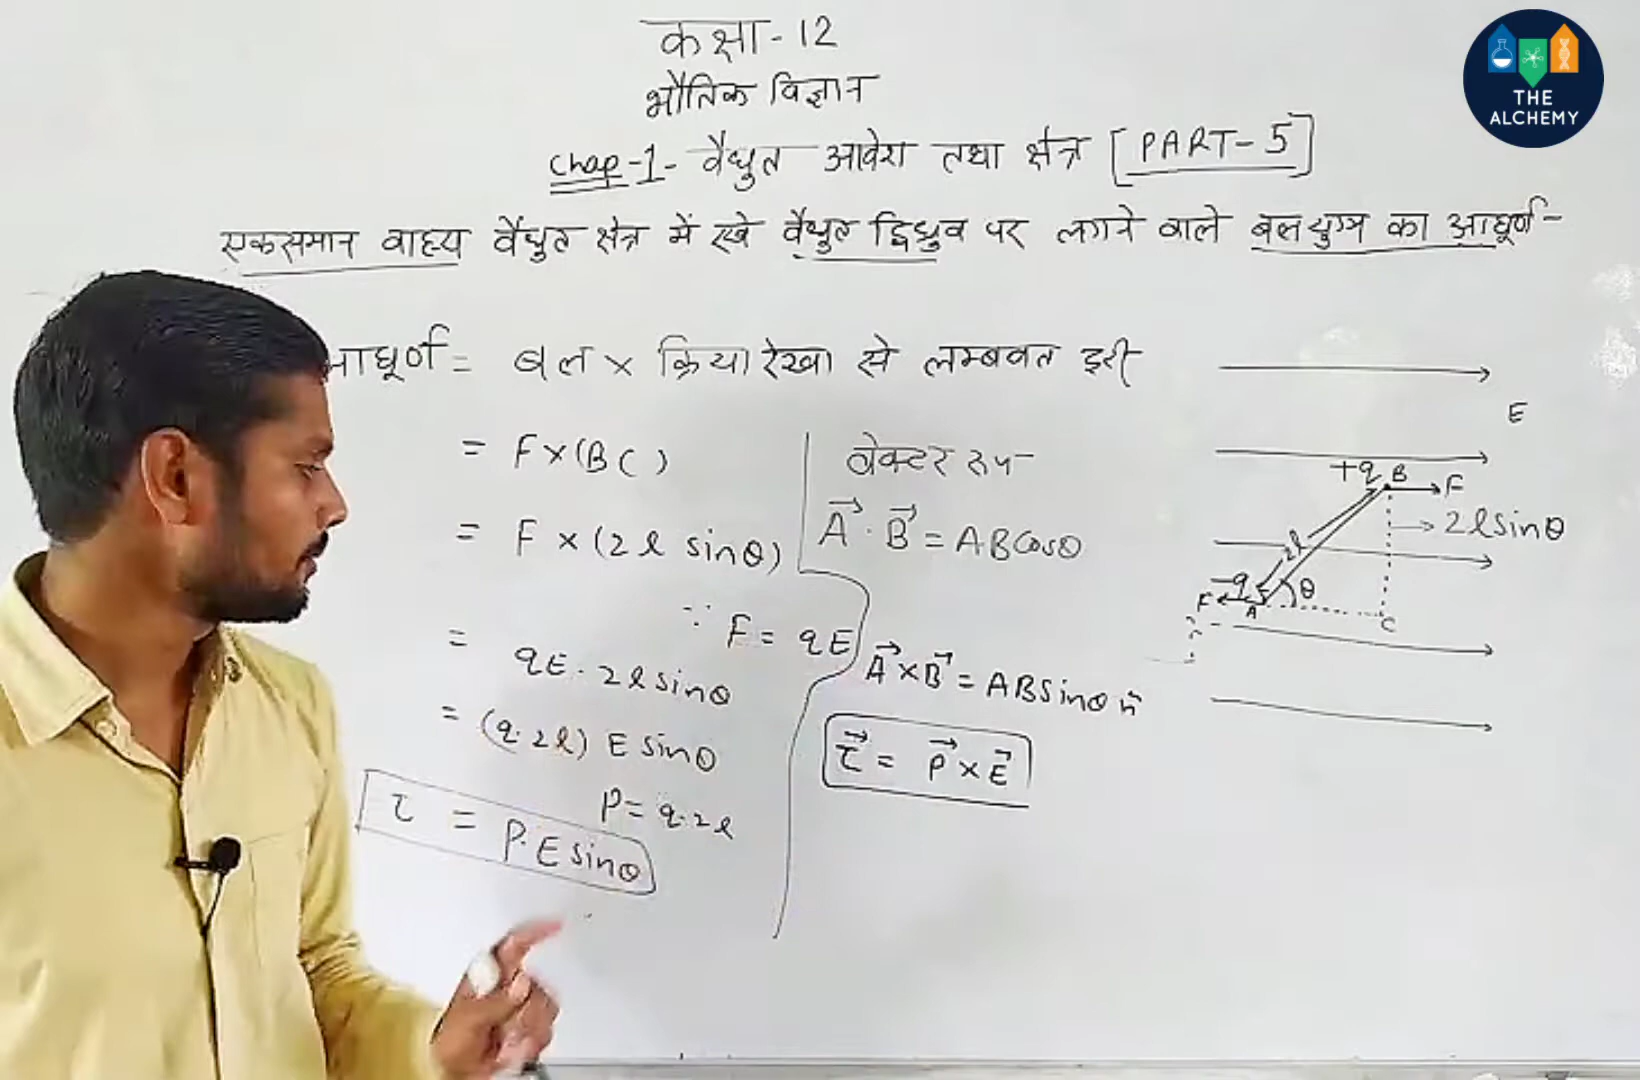 कक्षा-12
भौतिक विज्ञान
Chap-1- वैधुत आवेश तथा क्षेत्र [PART-5]
एकसमान वाह्य वैधुत क्षेत्र में रखे वैधुत द्विध्रुव पर लगने वाले बलयुग्म का आघूर्ण-
आघूर्ण = बल × क्रिया रेखा से लम्बवत दूरी
= F×(BC)
= F×(2l sinθ)
∵ F = qE
= qE . 2l sinθ
= (q.2l) E sinθ
P = q.2l
τ = P.E sinθ
वेक्टर रूप
A⃗ . B⃗ = AB Cosθ
A⃗ × B⃗ = AB sinθ n̂
τ⃗ = P⃗ × E⃗
E
+q B F
2l sinθ
2l
-q θ
F A C
THE
ALCHEMY